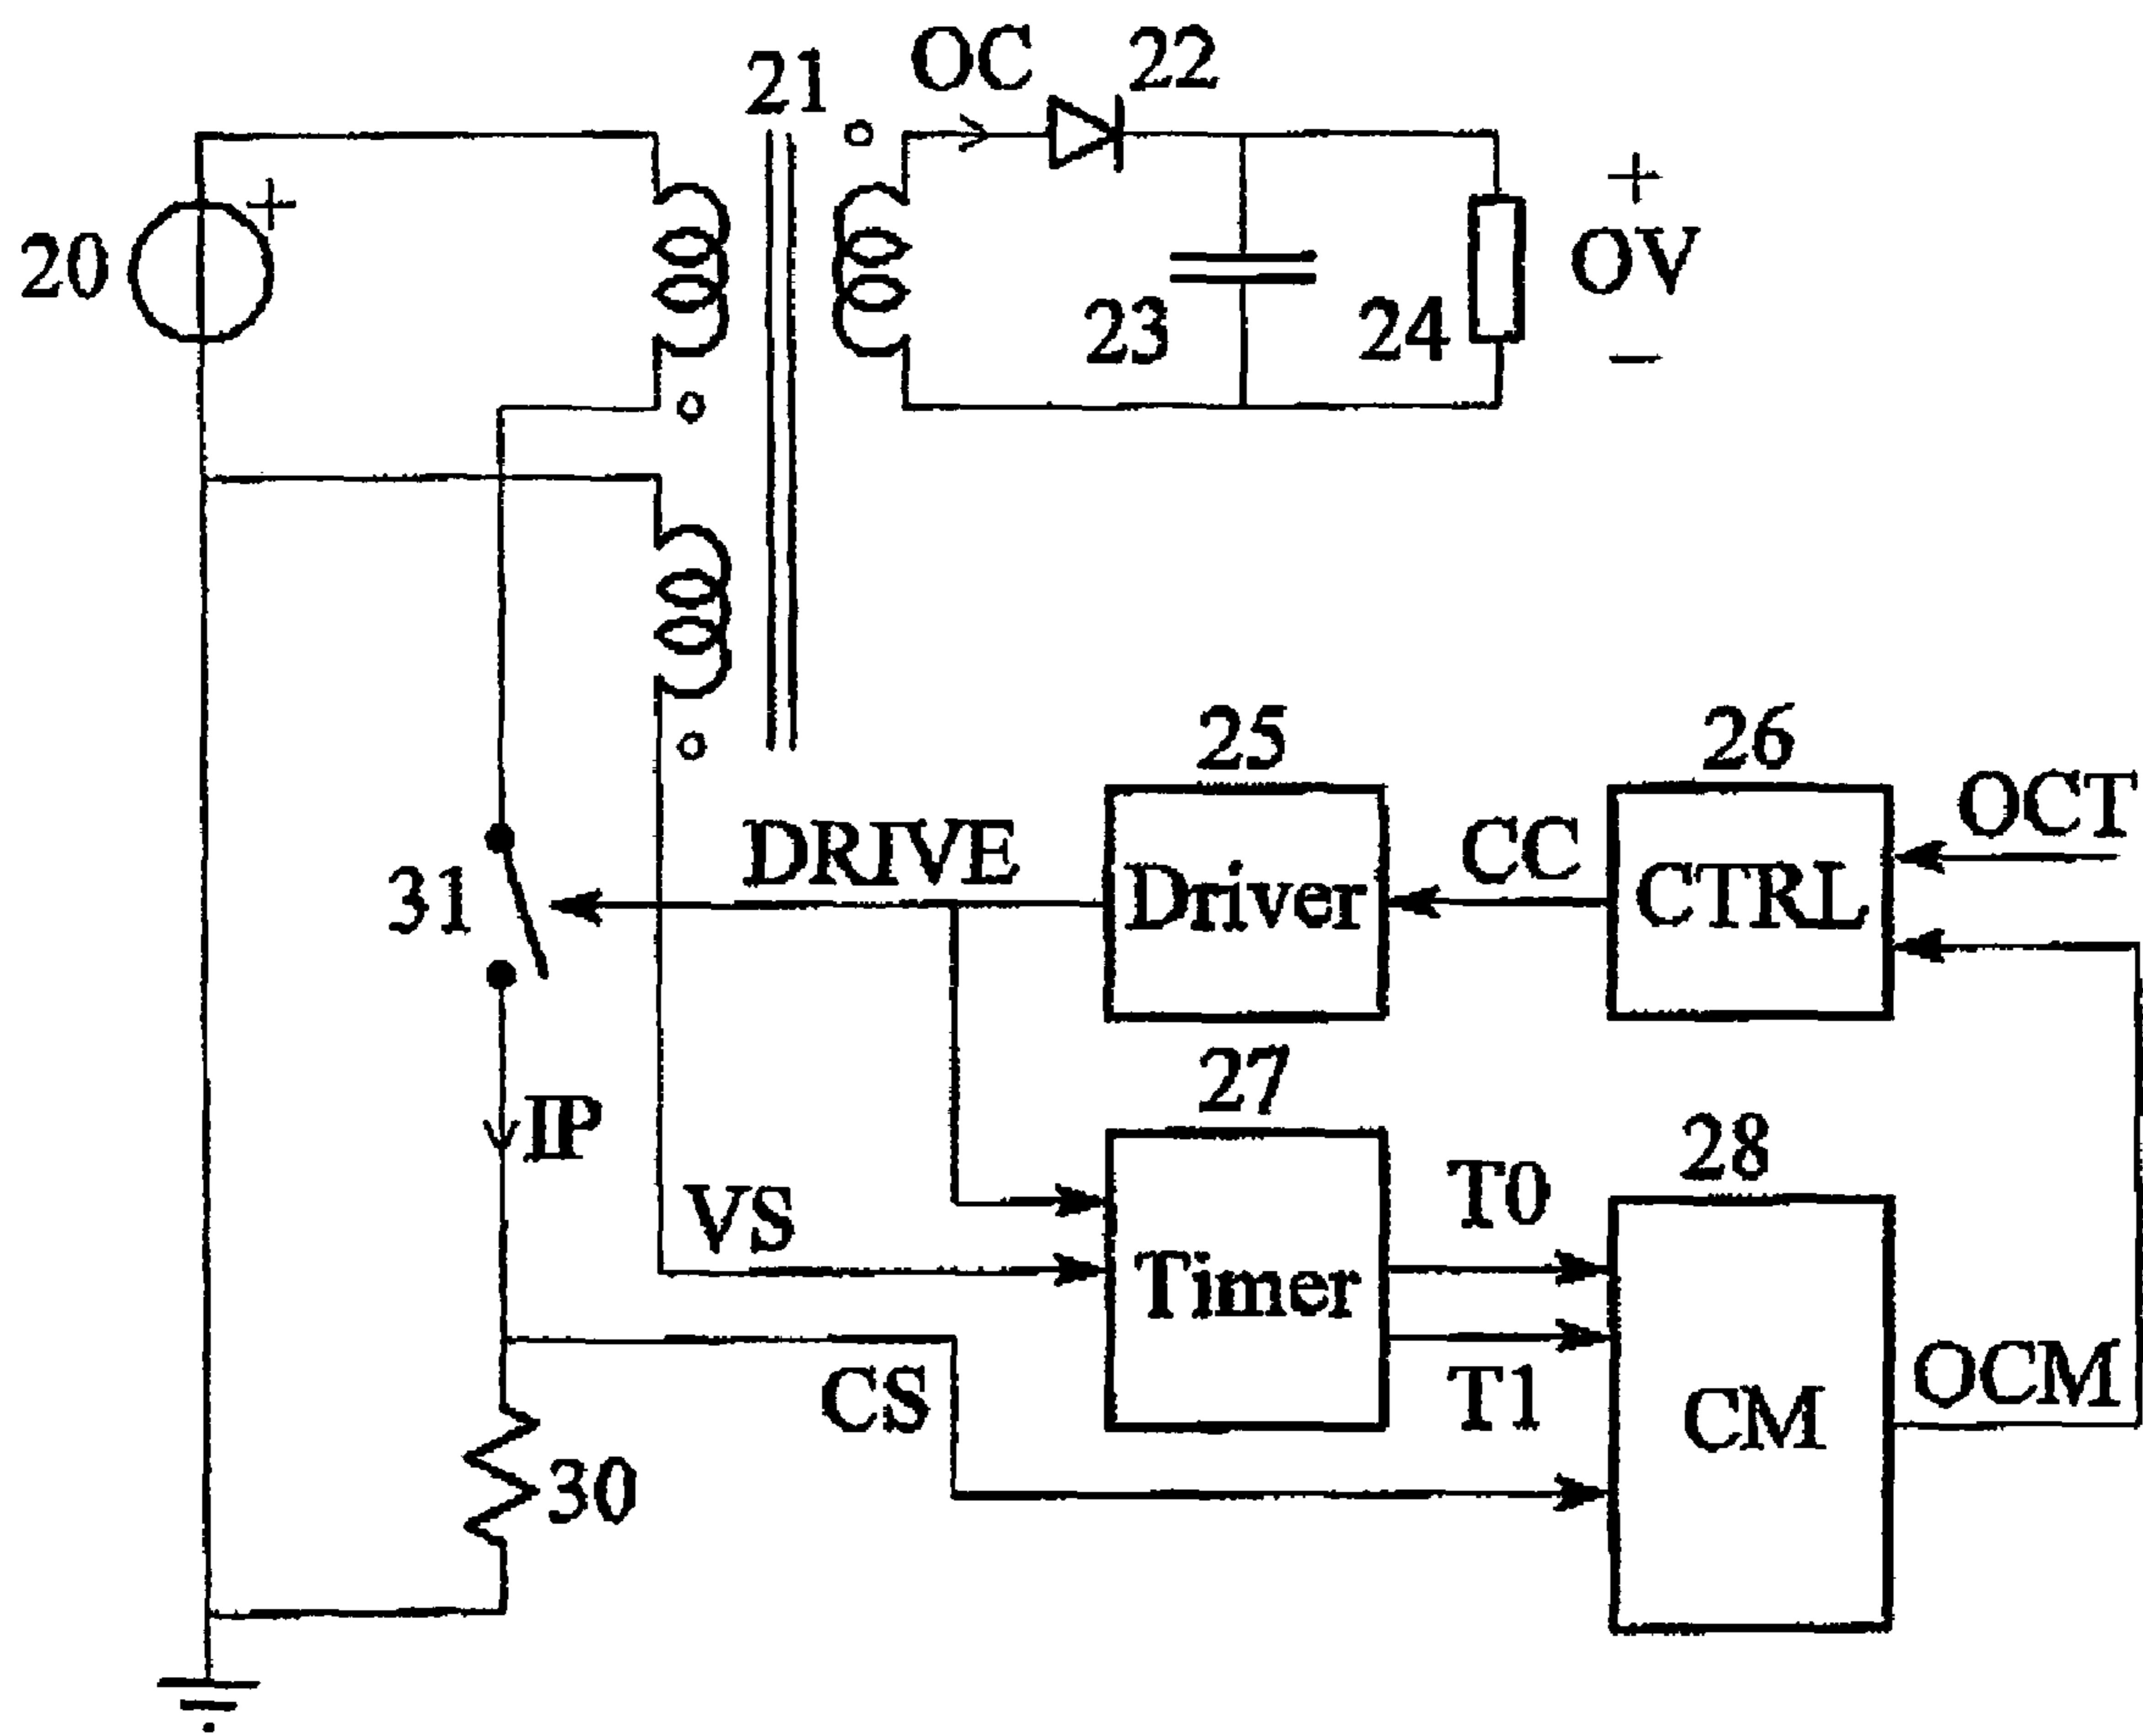 21
OC
22
20
+
+
OV
−
23
24
25
26
OCT
DRIVE
Driver
CC
CTRL
31
27
IP
28
VS
T0
Timer
T1
CS
CM
OCM
30